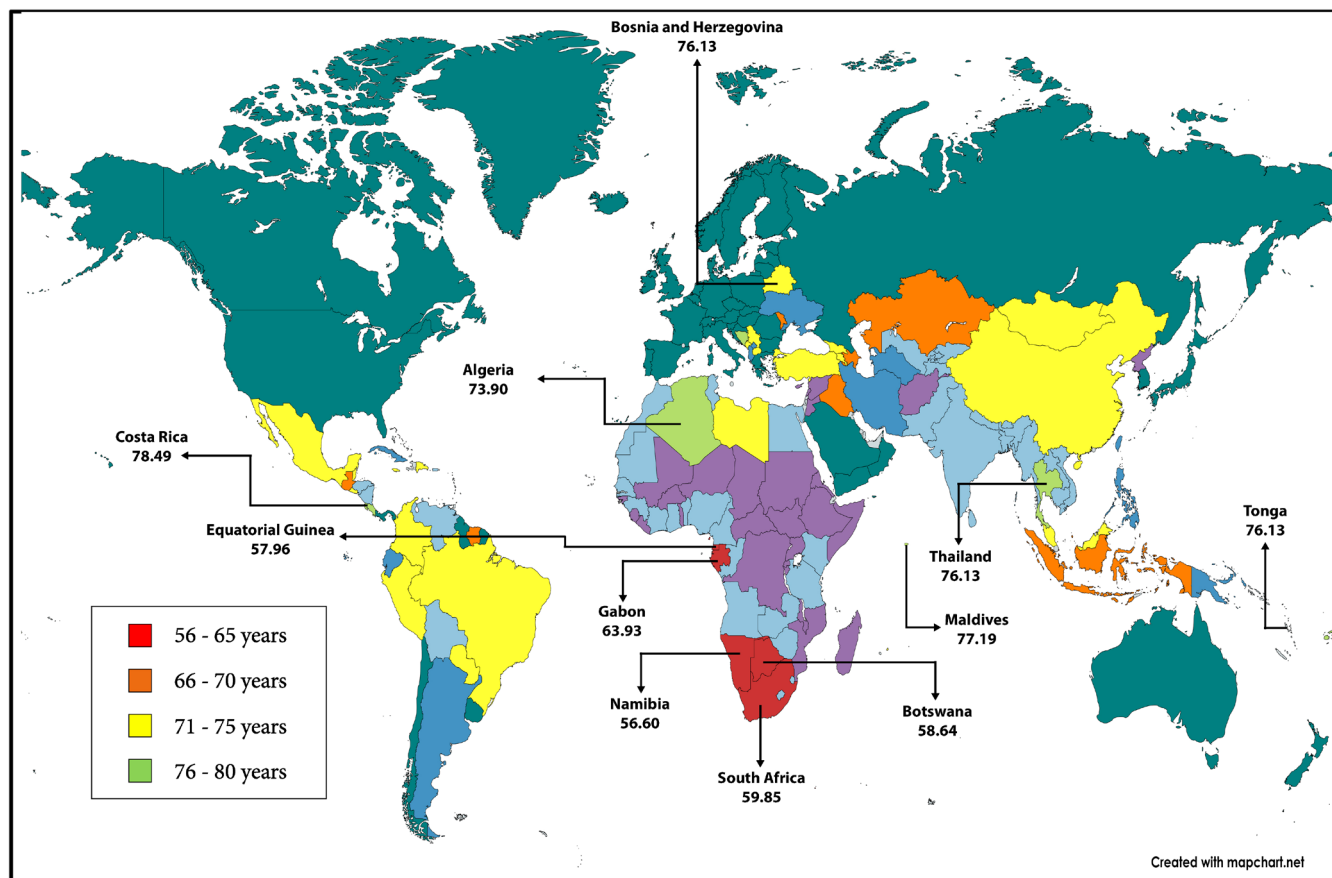 Bosnia and Herzegovina
76.13
Algeria
73.90
Costa Rica
78.49
Equatorial Guinea
57.96
Tonga
76.13
Thailand
76.13
Gabon
63.93
Maldives
77.19
Namibia
56.60
Botswana
58.64
South Africa
59.85
56 - 65 years
66 - 70 years
71 - 75 years
76 - 80 years
Created with mapchart.net